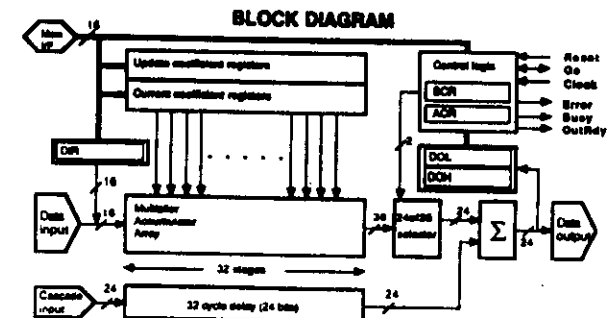 BLOCK DIAGRAM
Mem
I/F
16
Update coefficient registers
Current coefficient registers
Control logic
SCR
ACR
Reset
Go
Clock
Error
Busy
OutRdy
DIR
2
DOL
DOH
16
Data
input
16
Multiplier
Accumulator
Array
36
24of36
selector
24
Σ
24
Data
output
32 stages
Cascade
input
24
32 cycle delay (24 bits)
24